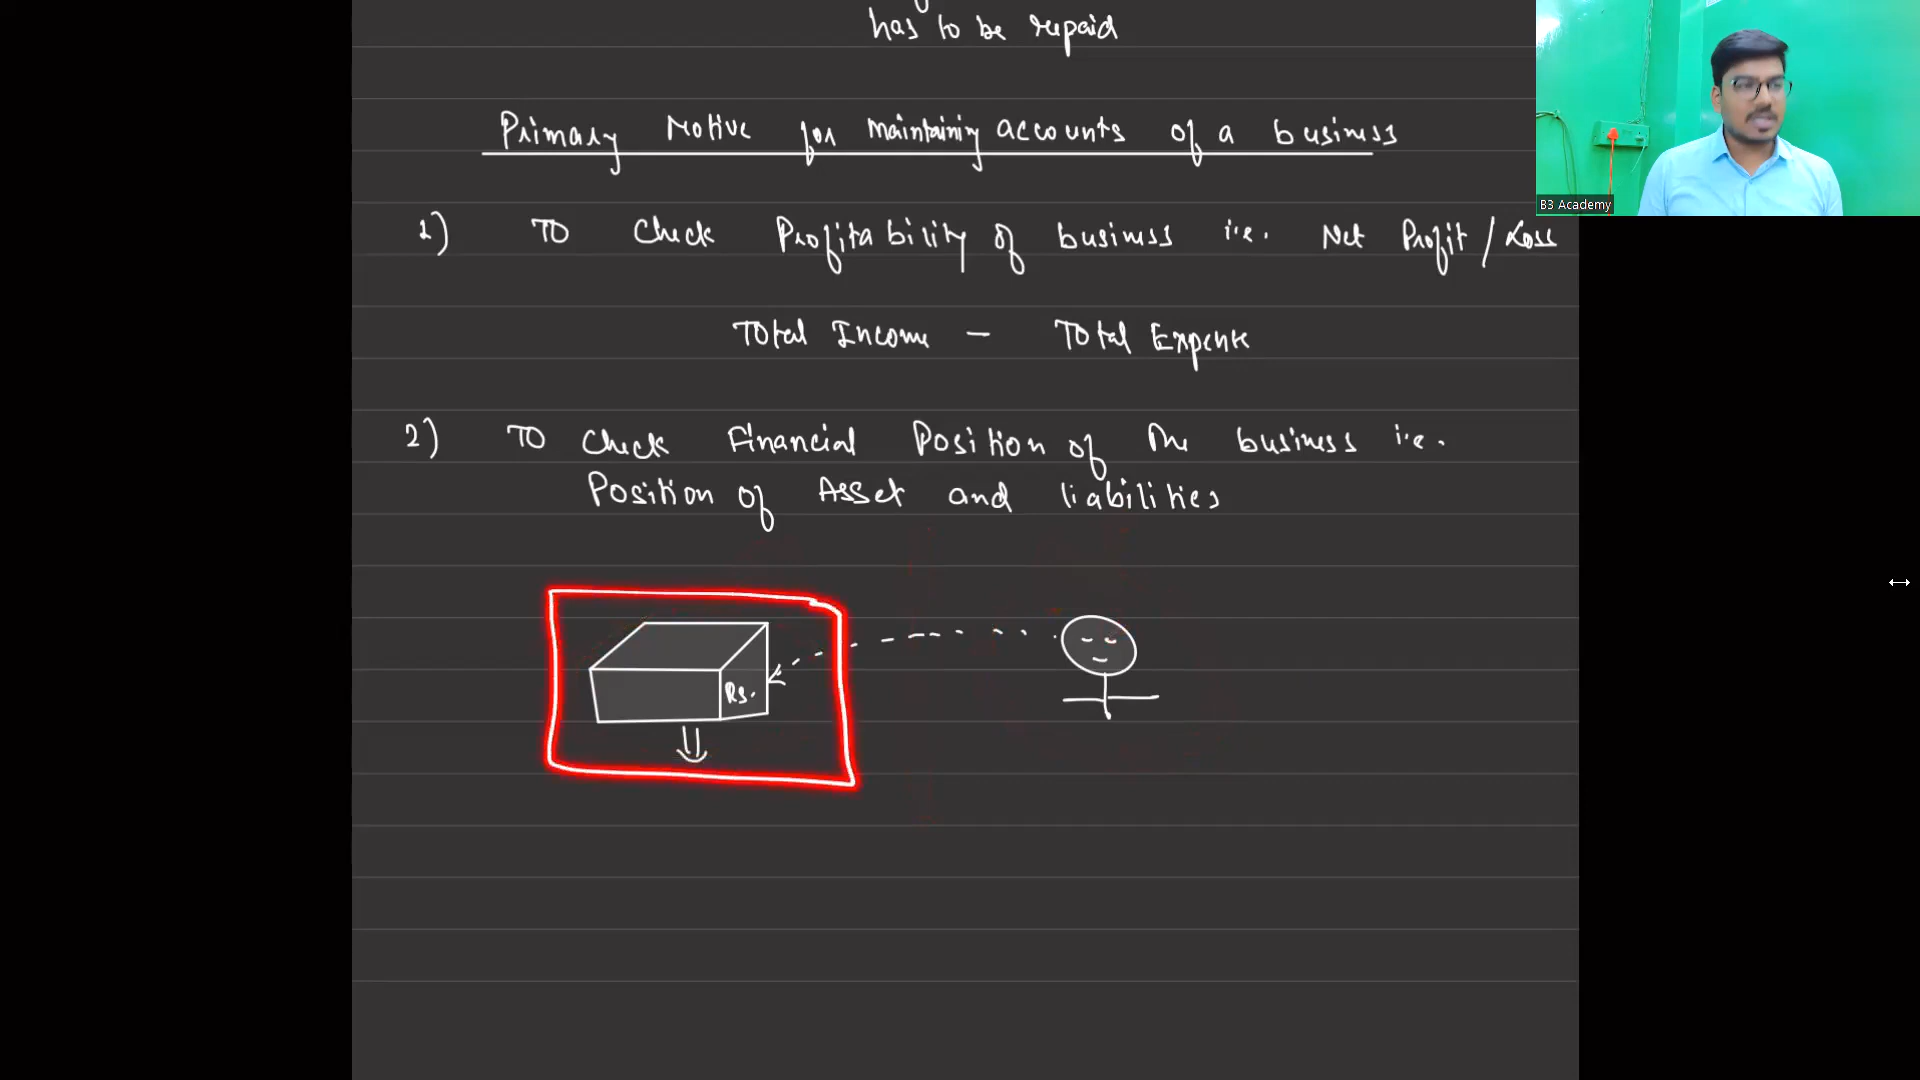 has to be repaid
Primary Motive for maintaining accounts of a business
B3 Academy
1) To Check Profitability of business i.e. Net Profit / Loss
Total Income - Total Expense
2) To Check Financial Position of the business i.e.
Position of Asset and liabilities
Rs.